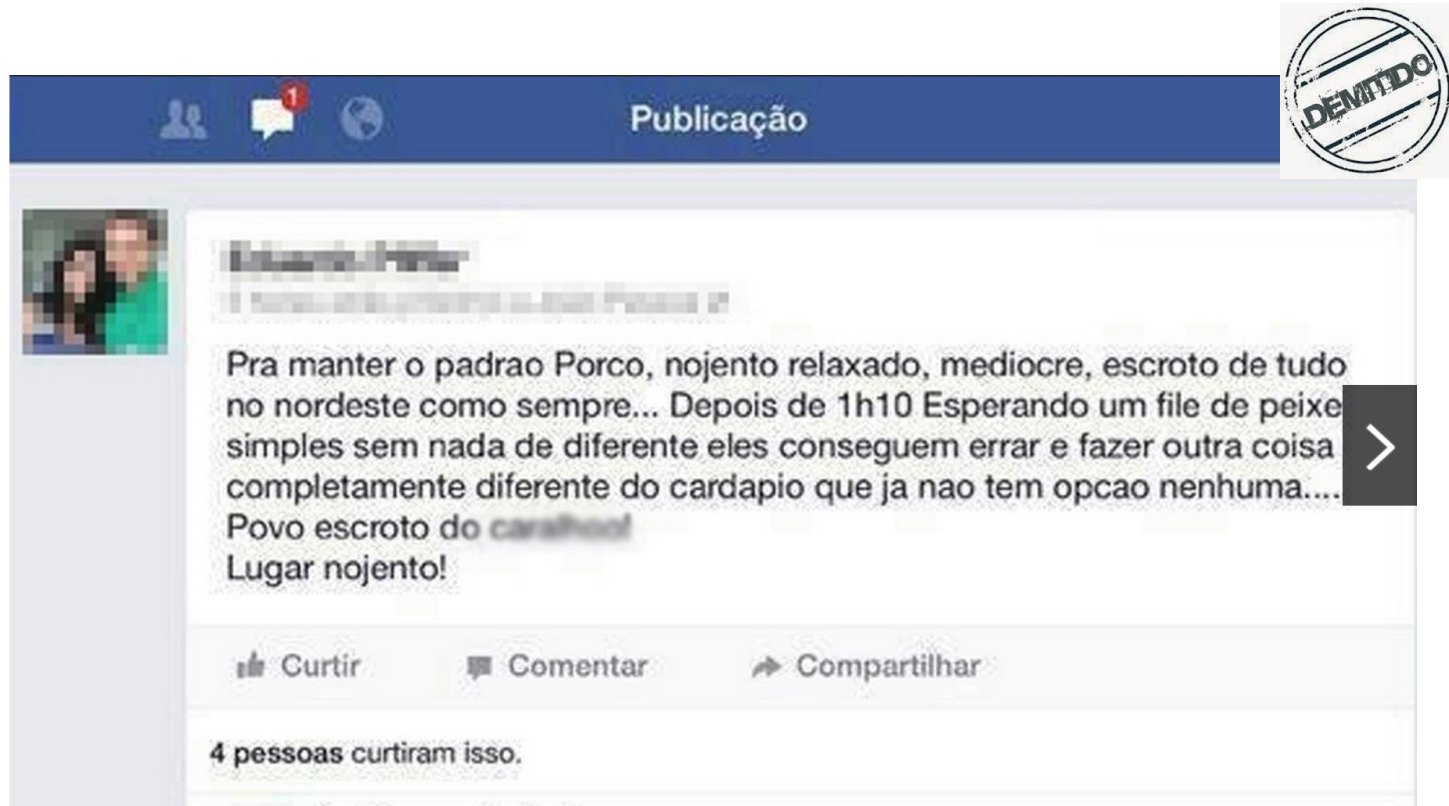 DEMITIDO
1
Publicação
Pra manter o padrao Porco, nojento relaxado, mediocre, escroto de tudo
no nordeste como sempre... Depois de 1h10 Esperando um file de peixe
simples sem nada de diferente eles conseguem errar e fazer outra coisa
completamente diferente do cardapio que ja nao tem opcao nenhuma....
Povo escroto do
Lugar nojento!
Curtir Comentar Compartilhar
4 pessoas curtiram isso.